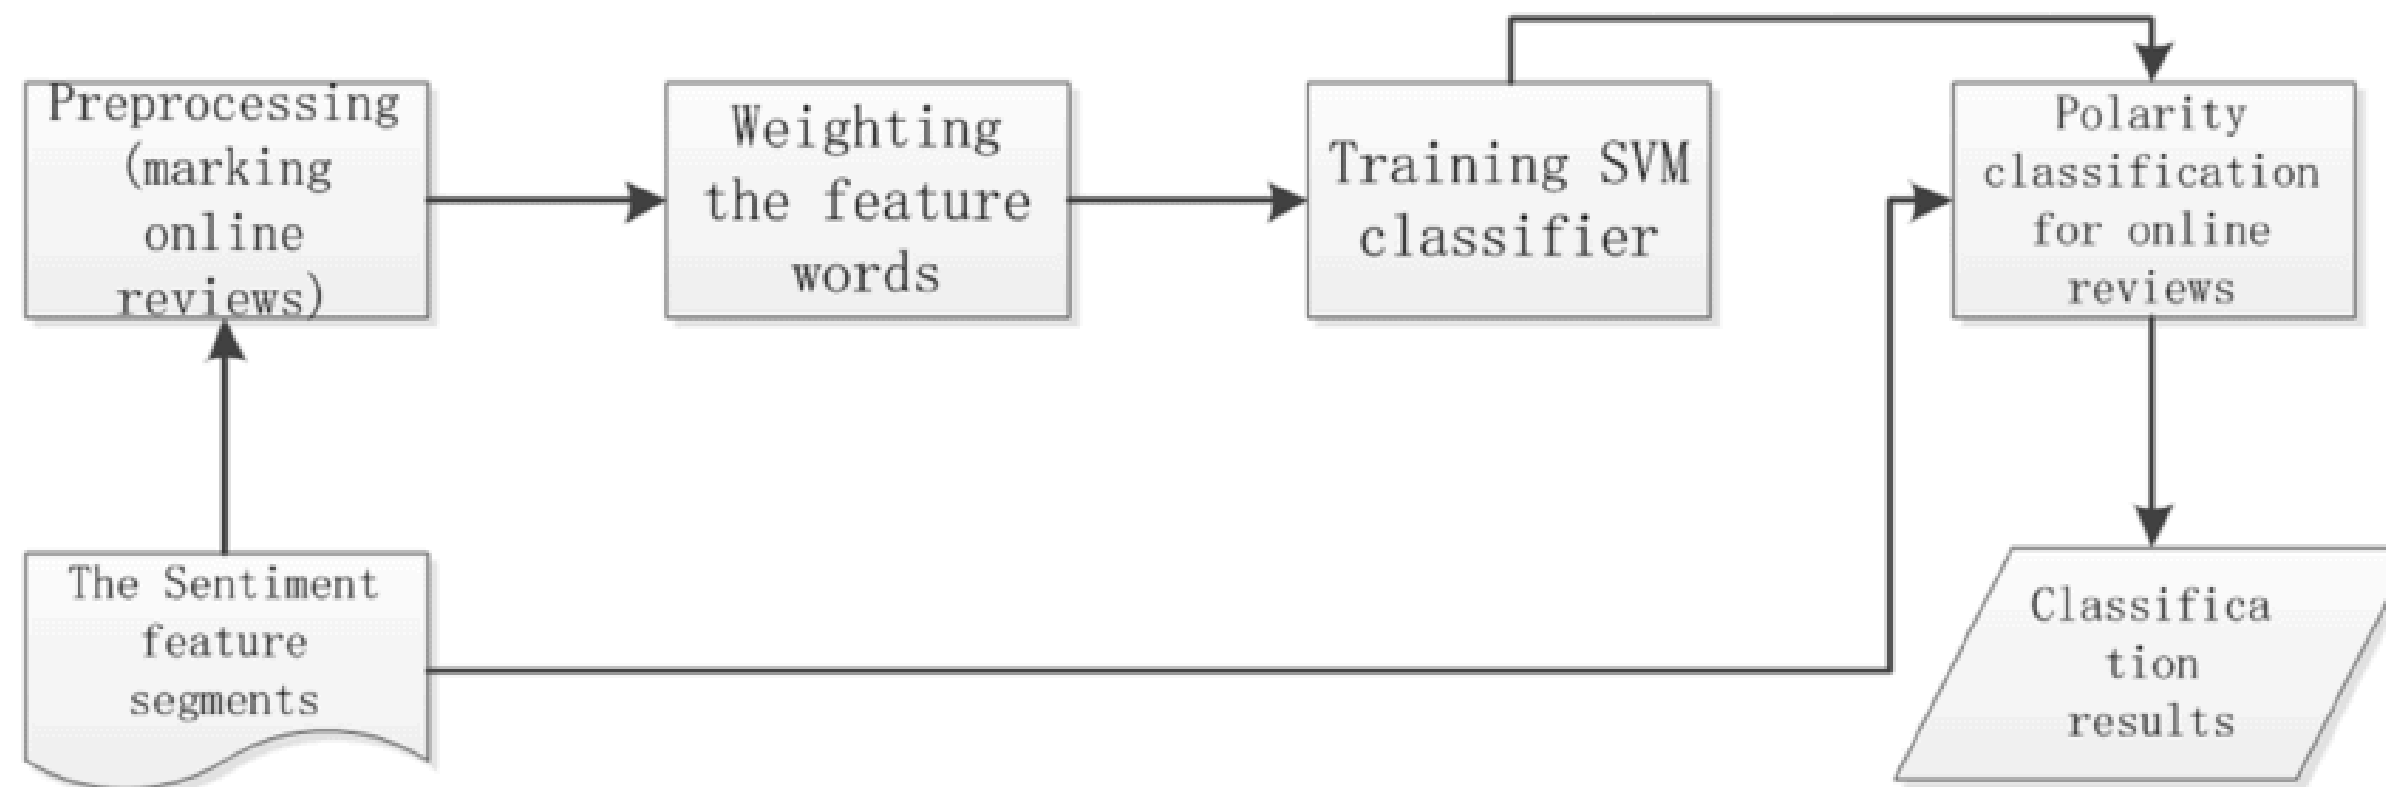 Preprocessing
(marking
online
reviews)
Weighting
the feature
words
Training SVM
classifier
Polarity
classification
for online
reviews
The Sentiment
feature
segments
Classifica
tion
results